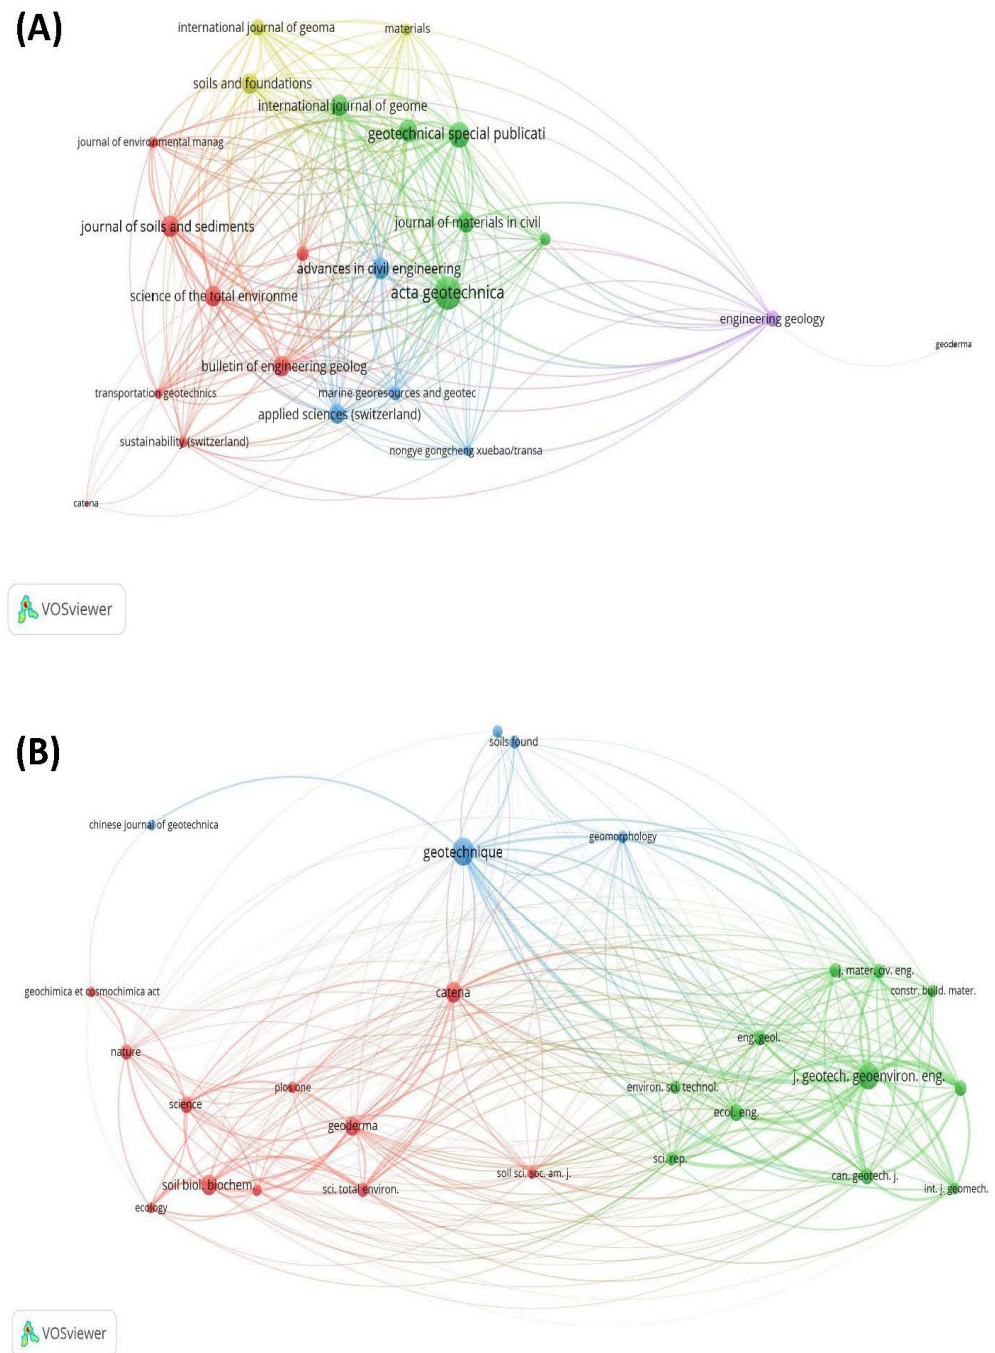 (A)
international journal of geoma
materials
soils and foundations
international journal of geome
geotechnical special publicati
journal of environmental manag
journal of soils and sediments
journal of materials in civil
advances in civil engineering
acta geotechnica
science of the total environme
engineering geology
geoderma
bulletin of engineering geolog
transportation geotechnics
marine georesources and geotec
applied sciences (switzerland)
sustainability (switzerland)
nongye gongcheng xuebao/transa
catena
VOSviewer
(B)
soils found
chinese journal of geotechnica
geomorphology
geotechnique
j. mater. civ. eng.
geochimica et cosmochimica act
catena
constr. build. mater.
eng. geol.
nature
j. geotech. geoenviron. eng.
plos one
environ. sci. technol.
science
ecol. eng.
geoderma
sci. rep.
soil sci. soc. am. j.
can. geotech. j.
soil biol. biochem.
sci. total environ.
int. j. geomech.
ecology
VOSviewer